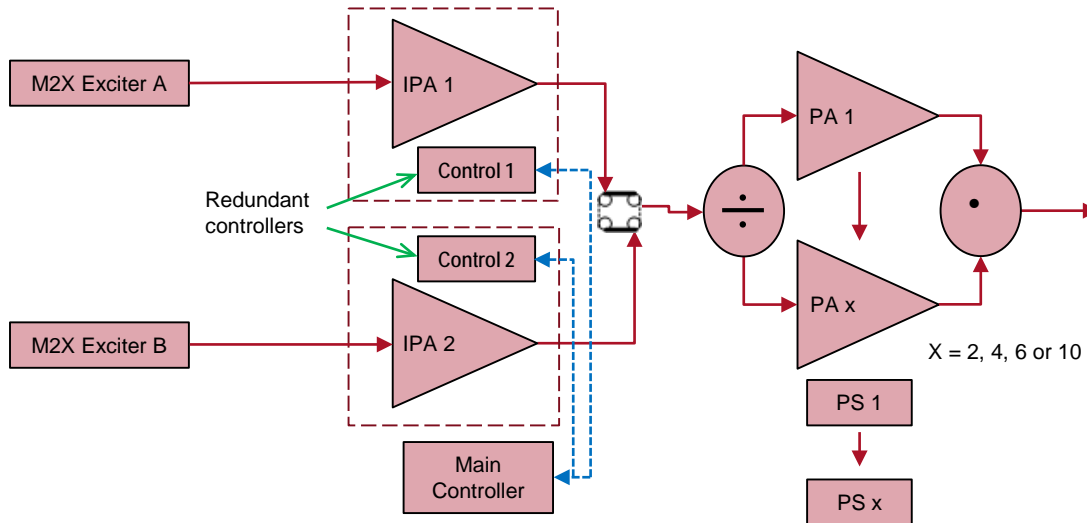 M2X Exciter A
IPA 1
PA 1
Control 1
Redundant
controllers
Control 2
M2X Exciter B
IPA 2
PA x
X = 2, 4, 6 or 10
PS 1
Main
Controller
PS x